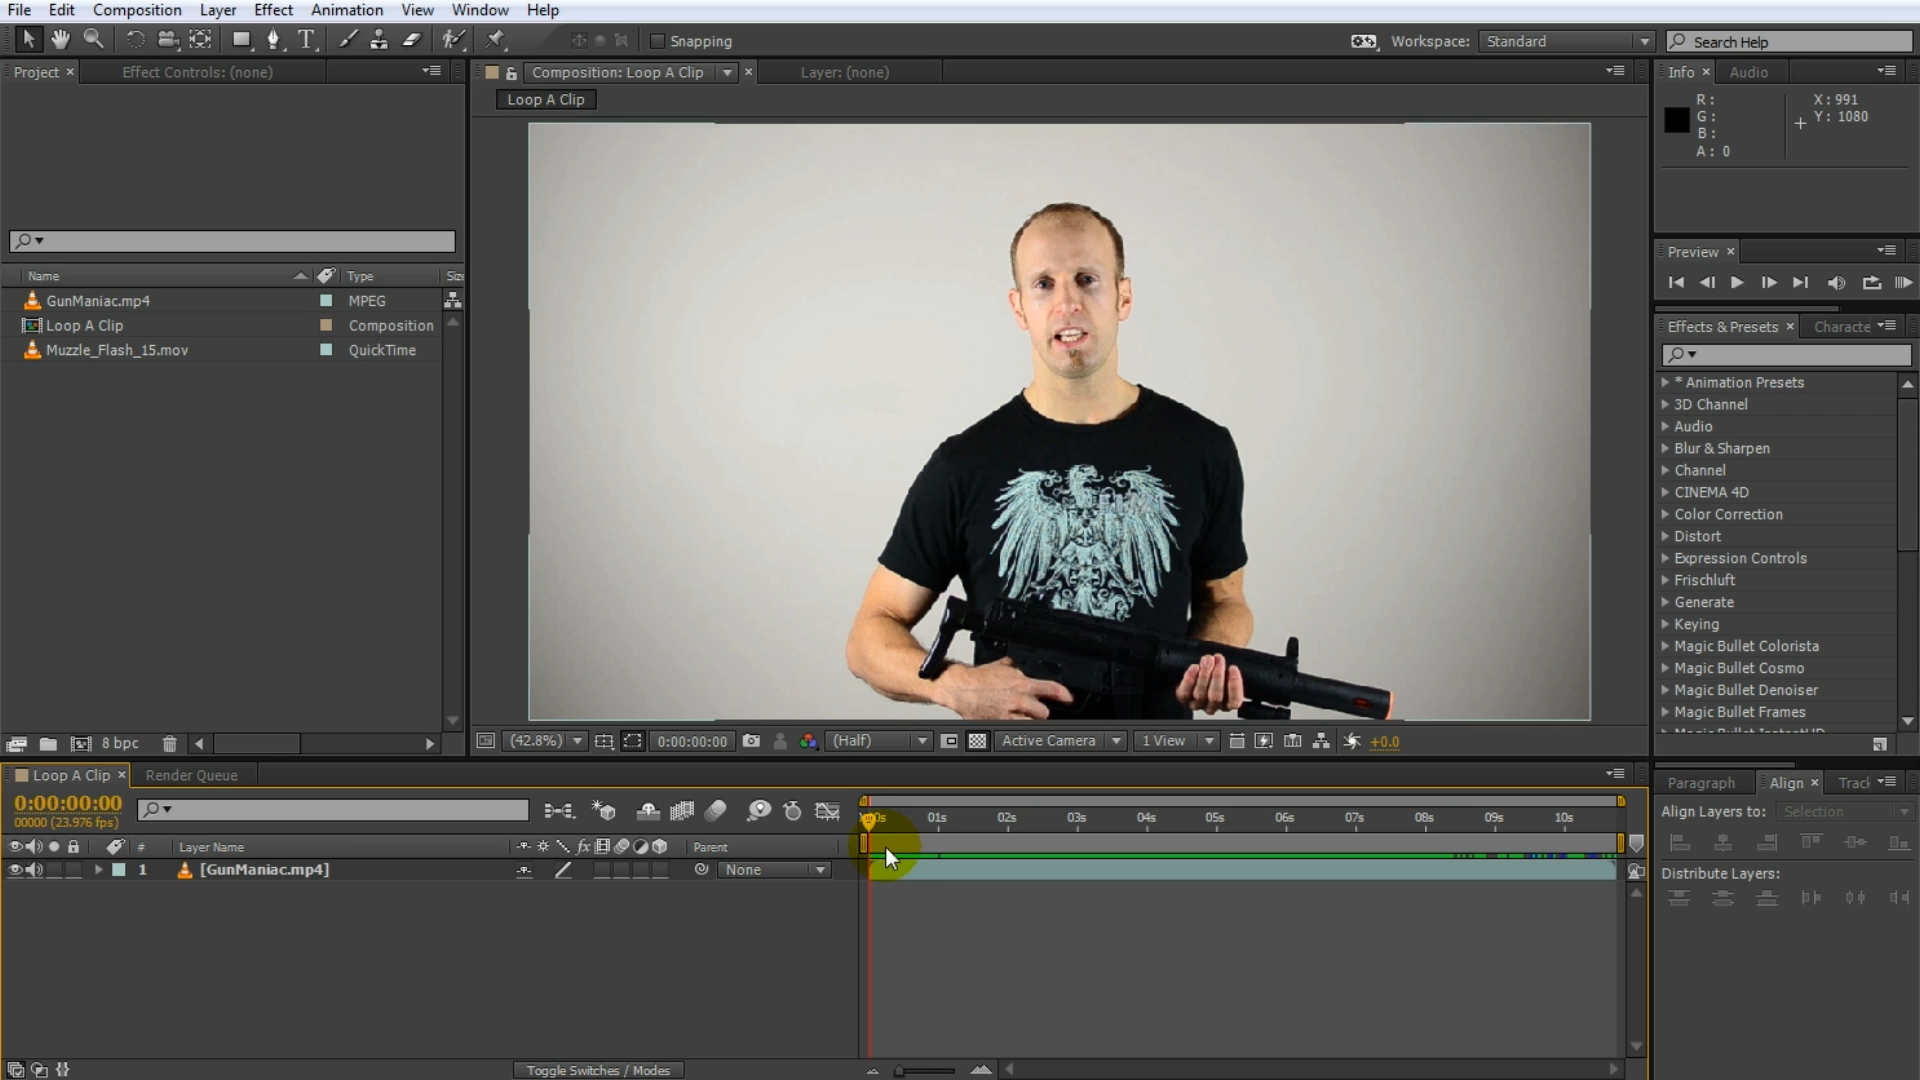 File Edit Composition Layer Effect Animation View Window Help
Snapping
Workspace: Standard
Search Help
Project Effect Controls: (none)
Name Type Siz
GunManiac.mp4 MPEG
Loop A Clip Composition
Muzzle_Flash_15.mov QuickTime
8 bpc
Composition: Loop A Clip Layer: (none)
Loop A Clip
(42.8%) 0:00:00:00 (Half) Active Camera 1 View +0.0
Info Audio
R: X: 991
G: Y: 1080
B:
A: 0
Preview
Effects & Presets Characte
* Animation Presets
3D Channel
Audio
Blur & Sharpen
Channel
CINEMA 4D
Color Correction
Distort
Expression Controls
Frischluft
Generate
Keying
Magic Bullet Colorista
Magic Bullet Cosmo
Magic Bullet Denoiser
Magic Bullet Frames
Loop A Clip Render Queue
0:00:00:00
00000 (23.976 fps)
01s 02s 03s 04s 05s 06s 07s 08s 09s 10s
# Layer Name fx Parent
1 [GunManiac.mp4] None
Toggle Switches / Modes
Paragraph Align Tracl
Align Layers to: Selection
Distribute Layers: